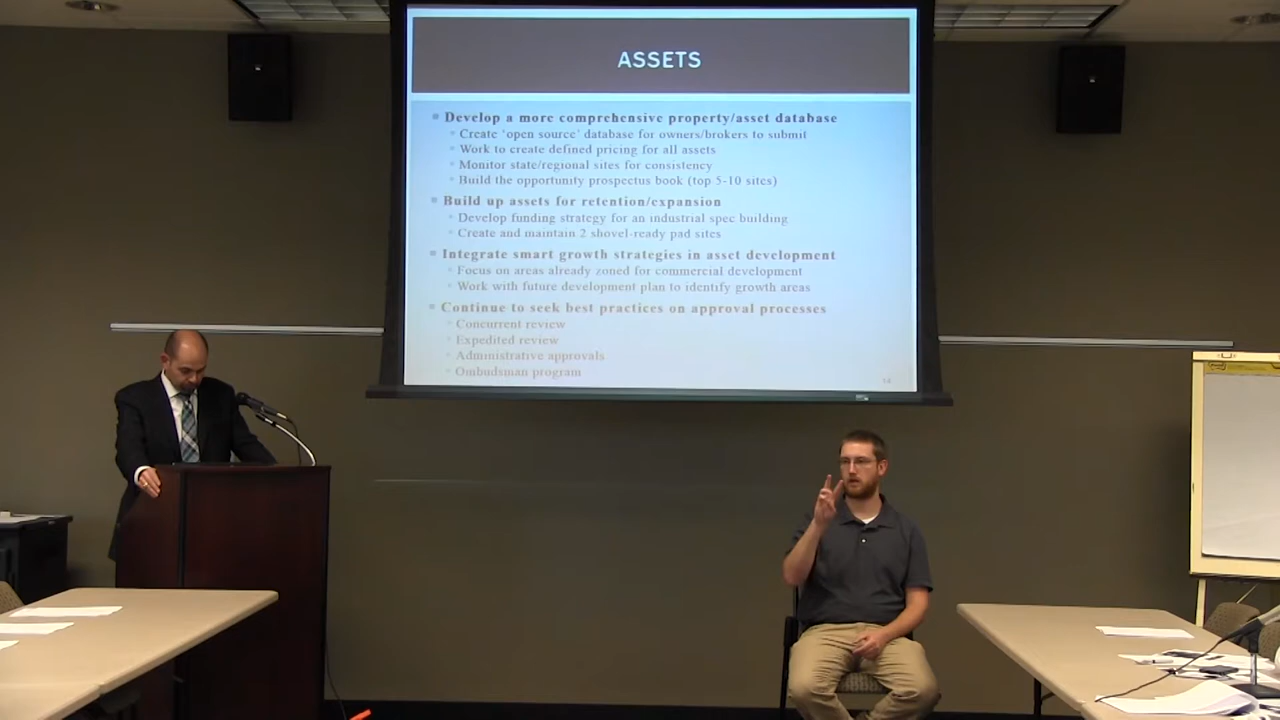 ASSETS
Develop a more comprehensive property/asset database
Create 'open source' database for owners/brokers to submit
Work to create defined pricing for all assets
Monitor state/regional sites for consistency
Build the opportunity prospectus book (top 5-10 sites)
Build up assets for retention/expansion
Develop funding strategy for an industrial spec building
Create and maintain 2 shovel-ready pad sites
Integrate smart growth strategies in asset development
Focus on areas already zoned for commercial development
Work with future development plan to identify growth areas
Continue to seek best practices on approval processes
Concurrent review
Expedited review
Administrative approvals
Ombudsman program
14